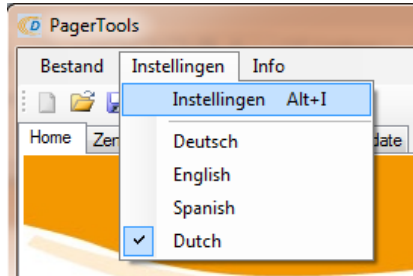 PagerTools
Bestand Instellingen Info
Instellingen Alt+I
Home
Deutsch
English
Spanish
Dutch